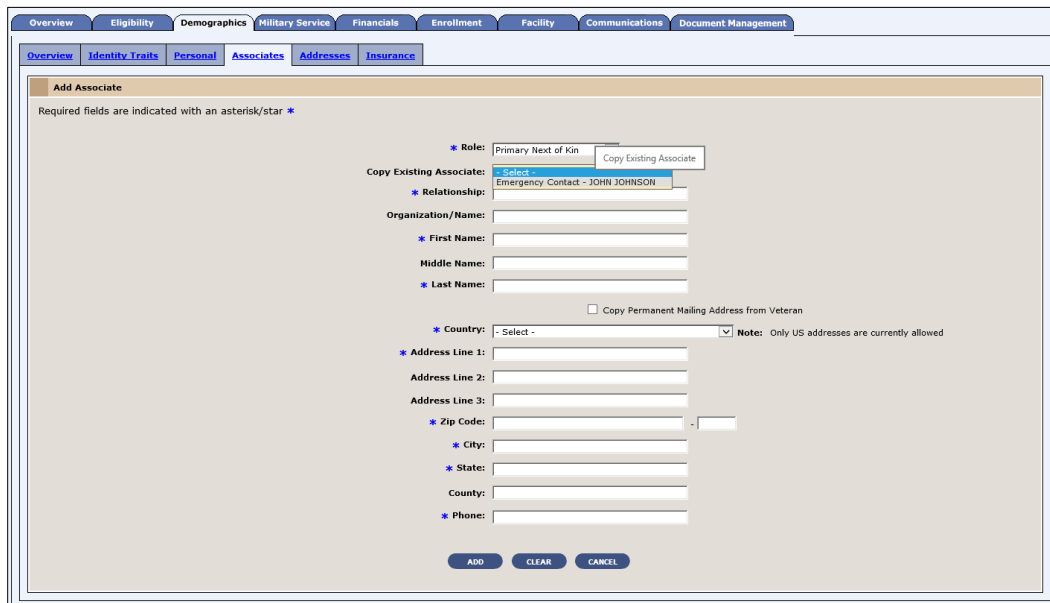 Overview Eligibility Demographics Military Service Financials Enrollment Facility Communications Document Management
Overview Identity Traits Personal Associates Addresses Insurance
Add Associate
Required fields are indicated with an asterisk/star *
* Role: Primary Next of Kin
Copy Existing Associate
Copy Existing Associate: - Select -
Emergency Contact - JOHN JOHNSON
* Relationship:
Organization/Name:
* First Name:
Middle Name:
* Last Name:
Copy Permanent Mailing Address from Veteran
* Country: - Select - Note: Only US addresses are currently allowed
* Address Line 1:
Address Line 2:
Address Line 3:
* Zip Code: -
* City:
* State:
County:
* Phone:
ADD CLEAR CANCEL